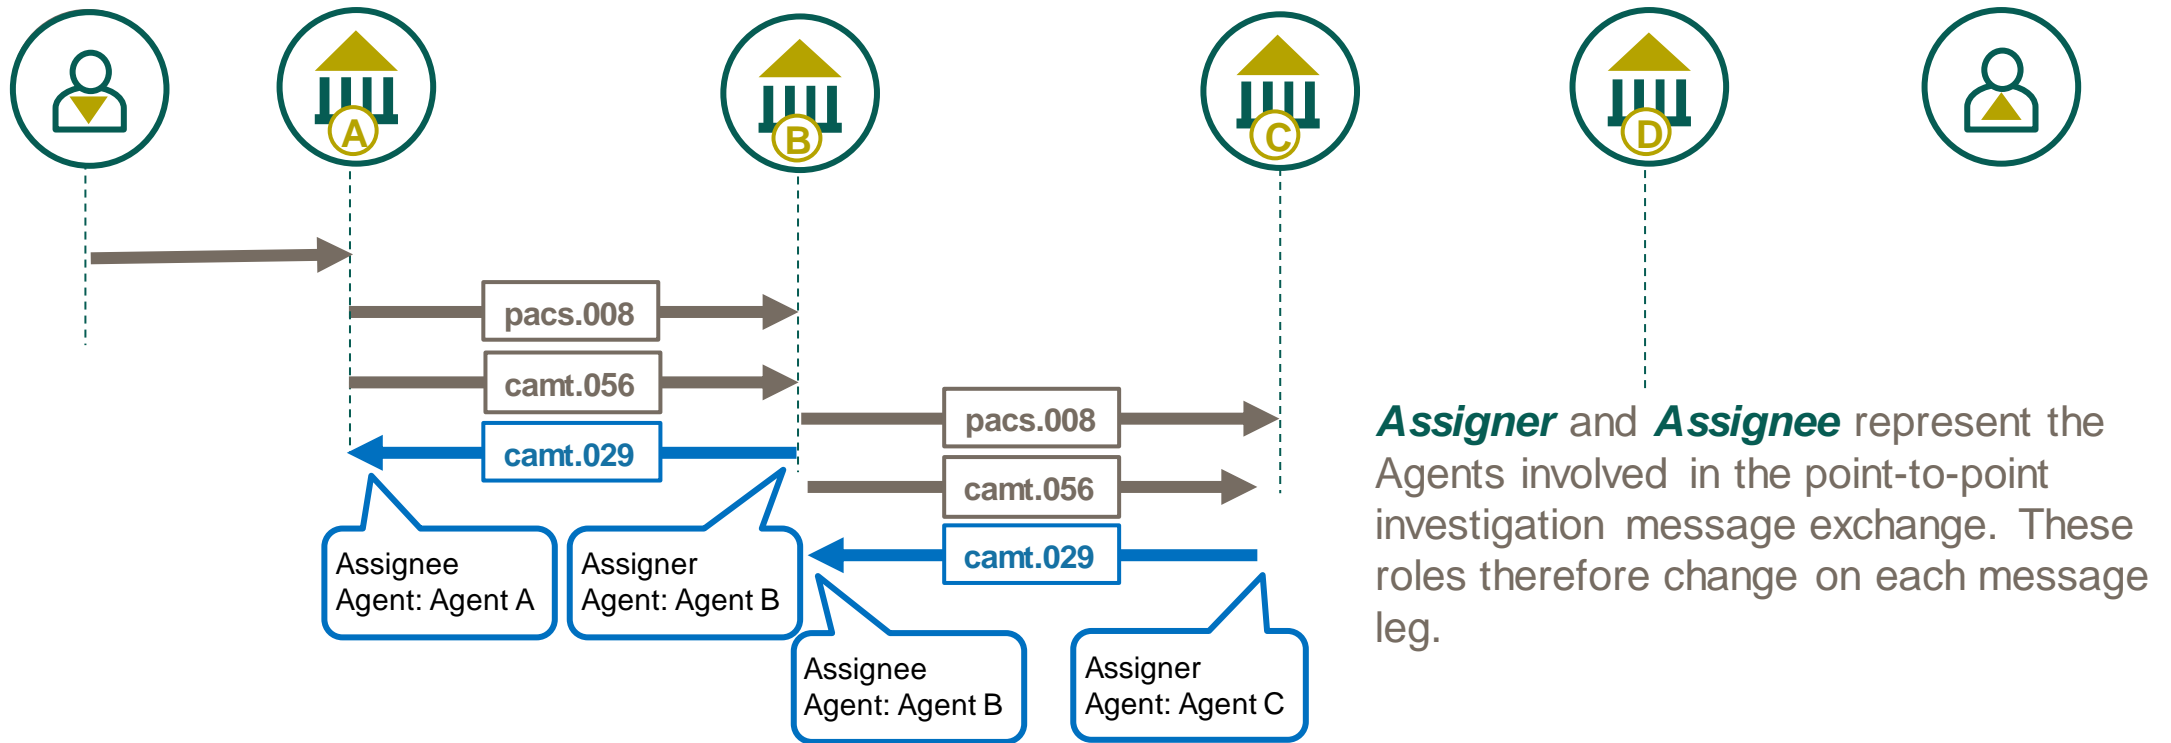 A
B
C
D
pacs.008
camt.056
camt.029
pacs.008
camt.056
camt.029
Assignee
Agent: Agent A
Assigner
Agent: Agent B
Assignee
Agent: Agent B
Assigner
Agent: Agent C
Assigner and Assignee represent the
Agents involved in the point-to-point
investigation message exchange. These
roles therefore change on each message
leg.